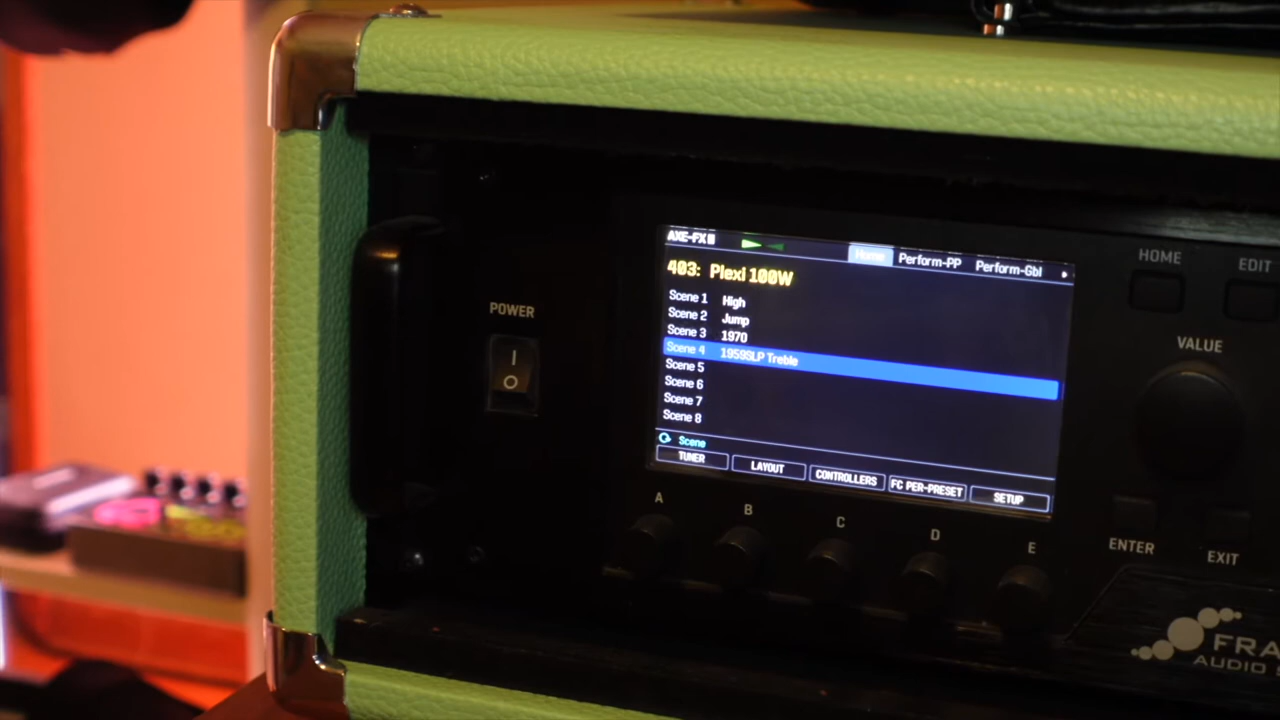 AXE-FX III
Home Perform-PP Perform-Gbl
403: Plexi 100W
Scene 1 High
Scene 2 Jump
Scene 3 1970
Scene 4 1959SLP Treble
Scene 5
Scene 6
Scene 7
Scene 8
Scene
TUNER LAYOUT CONTROLLERS FC PER-PRESET SETUP
A B C D E
POWER
I
O
HOME EDIT
VALUE
ENTER EXIT
FRA
AUDIO S